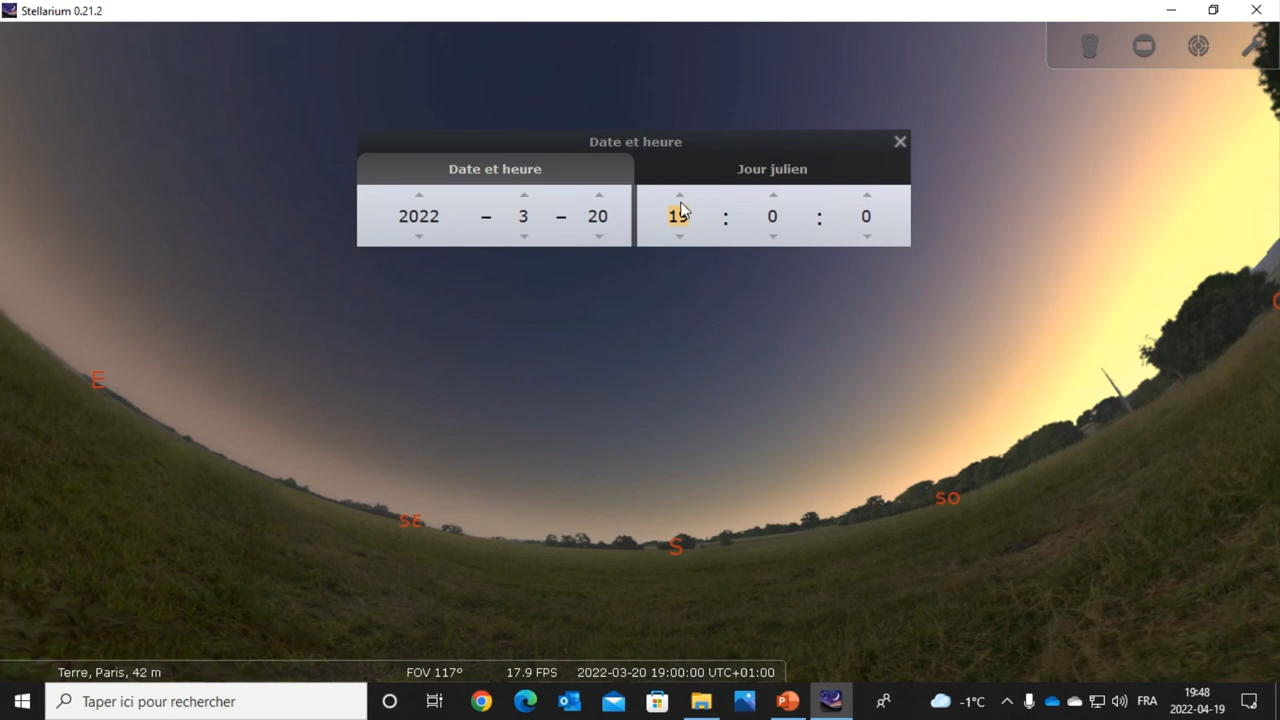 Stellarium 0.21.2
Date et heure
Date et heure
Jour julien
2022 – 3 – 20
19 : 0 : 0
E
SE
S
SO
Terre, Paris, 42 m
FOV 117°
17.9 FPS
2022-03-20 19:00:00 UTC+01:00
Taper ici pour rechercher
-1°C
FRA
19:48
2022-04-19